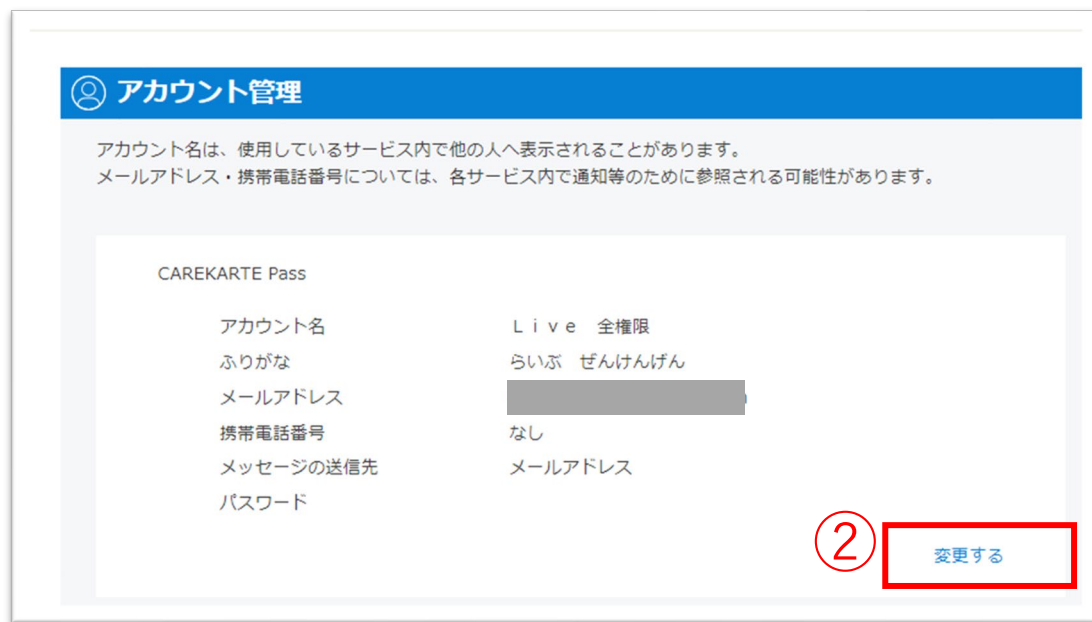 アカウント管理
アカウント名は、使用しているサービス内で他の人へ表示されることがあります。
メールアドレス・携帯電話番号については、各サービス内で通知等のために参照される可能性があります。
CAREKARTE Pass
アカウント名 Ｌｉｖｅ　全権限
ふりがな らいぶ　ぜんけんげん
メールアドレス
携帯電話番号 なし
メッセージの送信先 メールアドレス
パスワード
② 変更する